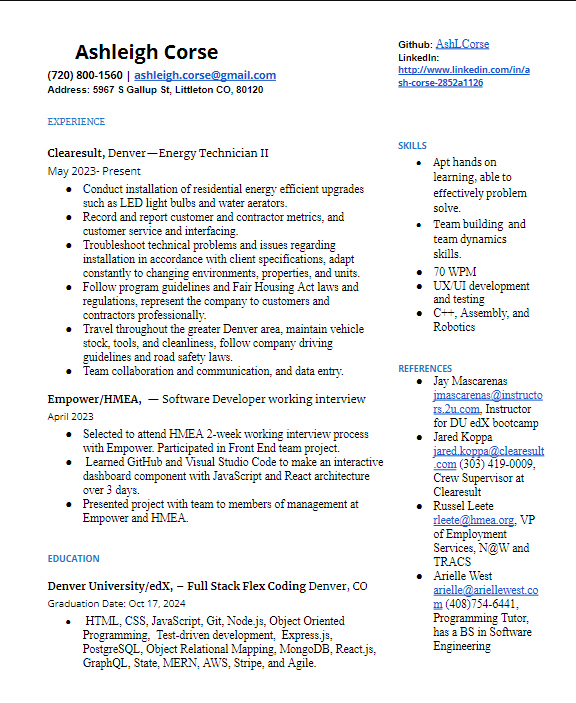 Ashleigh Corse
(720) 800-1560 | ashleigh.corse@gmail.com
Address: 5967 S Gallup St, Littleton CO, 80120
Github: AshLCorse
LinkedIn:
http://www.linkedin.com/in/a
sh-corse-2852a1126
EXPERIENCE
Clearesult, Denver—Energy Technician II
May 2023- Present
● Conduct installation of residential energy efficient upgrades
such as LED light bulbs and water aerators.
● Record and report customer and contractor metrics, and
customer service and interfacing.
● Troubleshoot technical problems and issues regarding
installation in accordance with client specifications, adapt
constantly to changing environments, properties, and units.
● Follow program guidelines and Fair Housing Act laws and
regulations, represent the company to customers and
contractors professionally.
● Travel throughout the greater Denver area, maintain vehicle
stock, tools, and cleanliness, follow company driving
guidelines and road safety laws.
● Team collaboration and communication, and data entry.
Empower/HMEA, — Software Developer working interview
April 2023
● Selected to attend HMEA 2-week working interview process
with Empower. Participated in Front End team project.
● Learned GitHub and Visual Studio Code to make an interactive
dashboard component with JavaScript and React architecture
over 3 days.
● Presented project with team to members of management at
Empower and HMEA.
EDUCATION
Denver University/edX, – Full Stack Flex Coding Denver, CO
Graduation Date: Oct 17, 2024
● HTML, CSS, JavaScript, Git, Node.js, Object Oriented
Programming, Test-driven development, Express.js,
PostgreSQL, Object Relational Mapping, MongoDB, React.js,
GraphQL, State, MERN, AWS, Stripe, and Agile.
SKILLS
● Apt hands on
learning, able to
effectively problem
solve.
● Team building and
team dynamics
skills.
● 70 WPM
● UX/UI development
and testing
● C++, Assembly, and
Robotics
REFERENCES
● Jay Mascarenas
jmascarenas@instructo
rs.2u.com, Instructor
for DU edX bootcamp
● Jared Koppa
jared.koppa@clearesult
.com (303) 419-0009,
Crew Supervisor at
Clearesult
● Russel Leete
rleete@hmea.org, VP
of Employment
Services, N@W and
TRACS
● Arielle West
arielle@ariellewest.co
m (408)754-6441,
Programming Tutor,
has a BS in Software
Engineering